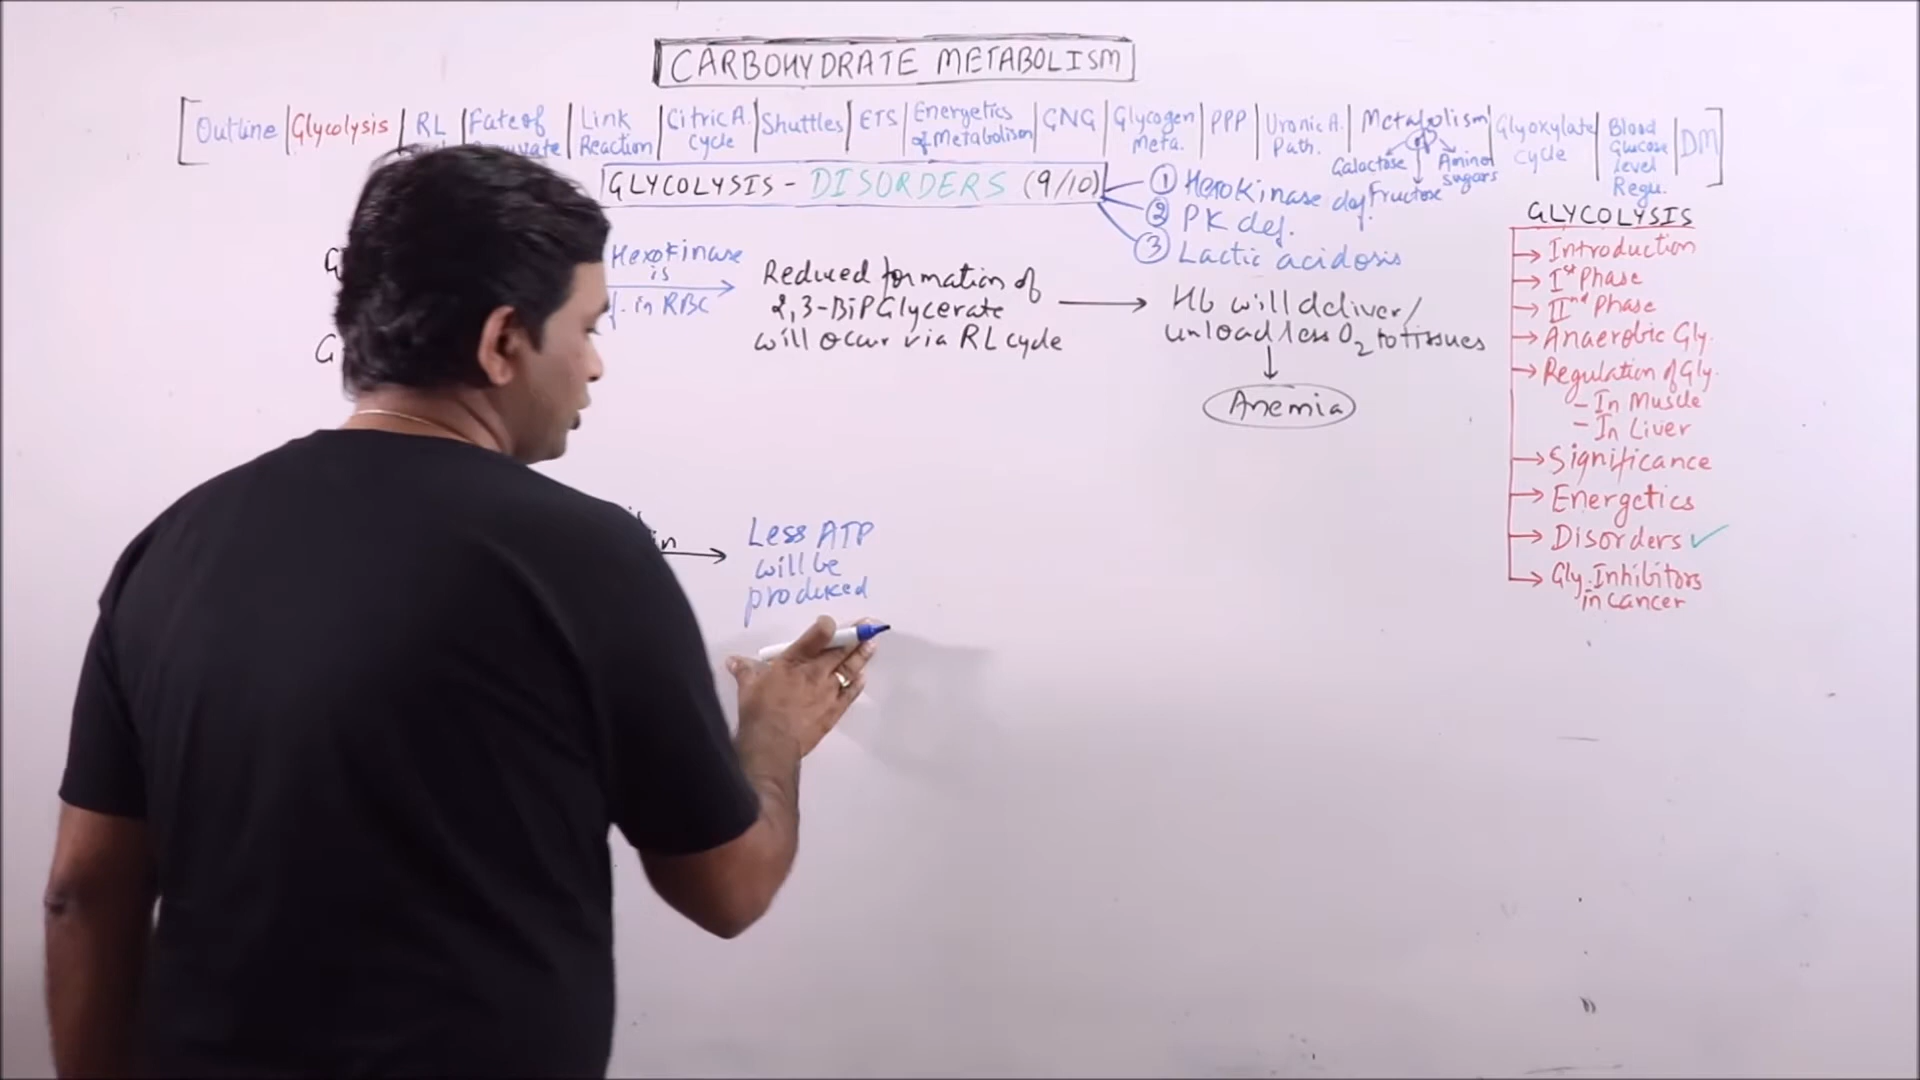 CARBOHYDRATE METABOLISM
Outline | Glycolysis | RL | Fate of | Link Reaction | Citric A. Cycle | Shuttles | ETS | Energetics of Metabolism | GNG | Glycogen Meta. | PPP | Uronic A. Path. | Metabolism | Glyoxylate cycle | Blood Glucose level Regu. | DM
Galactose
Fructose
Amino sugars
GLYCOLYSIS - DISORDERS (9/10)
① Hexokinase def.
② PK def.
③ Lactic acidosis
Hexokinase
is
in RBC
Reduced formation of
2,3-BiPGlycerate
will occur via RL cycle
Hb will deliver/
unload less O2 to tissues
Anemia
in
Less ATP
will be
produced
GLYCOLYSIS
Introduction
Ist Phase
IInd Phase
Anaerobic Gly.
Regulation of Gly.
- In Muscle
- In Liver
Significance
Energetics
Disorders ✓
Gly. Inhibitors
in cancer